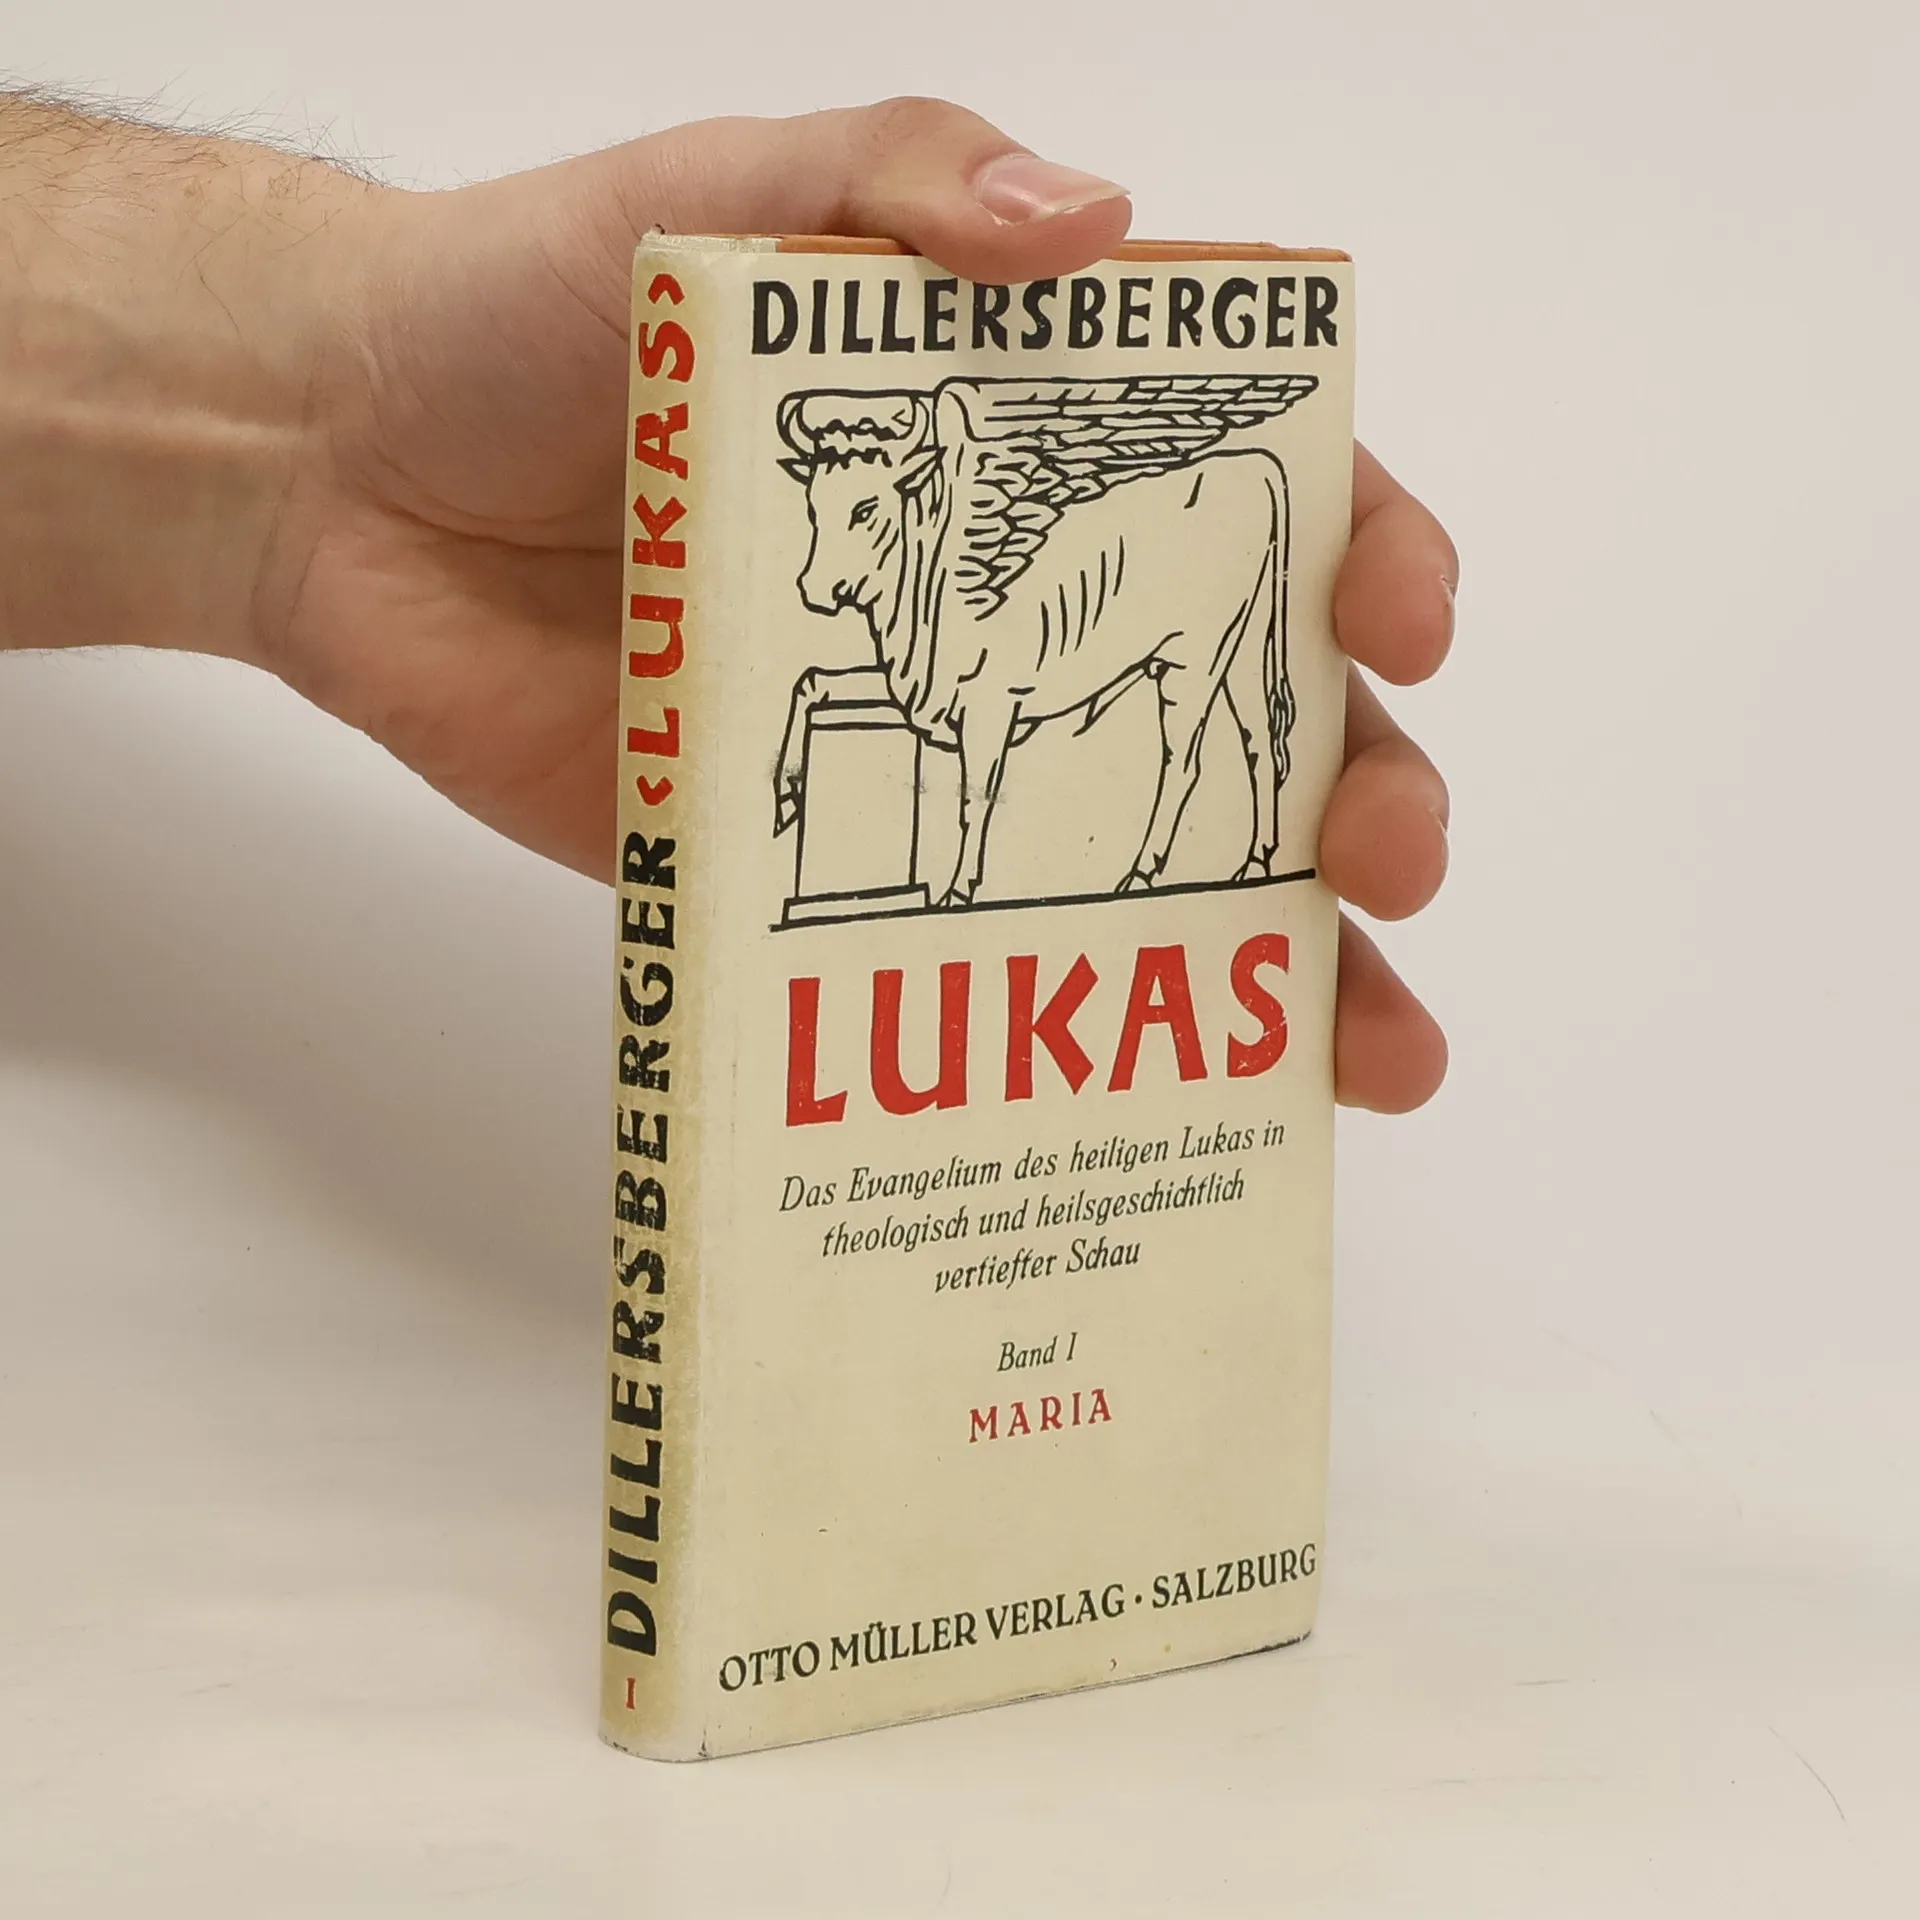 DILLERSBERGER
LUKAS
Das Evangelium des heiligen Lukas in
theologisch und heilsgeschichtlich
vertiefter Schau
Band I
MARIA
OTTO MÜLLER VERLAG · SALZBURG
I DILLERSBERGER ‹LUKAS›